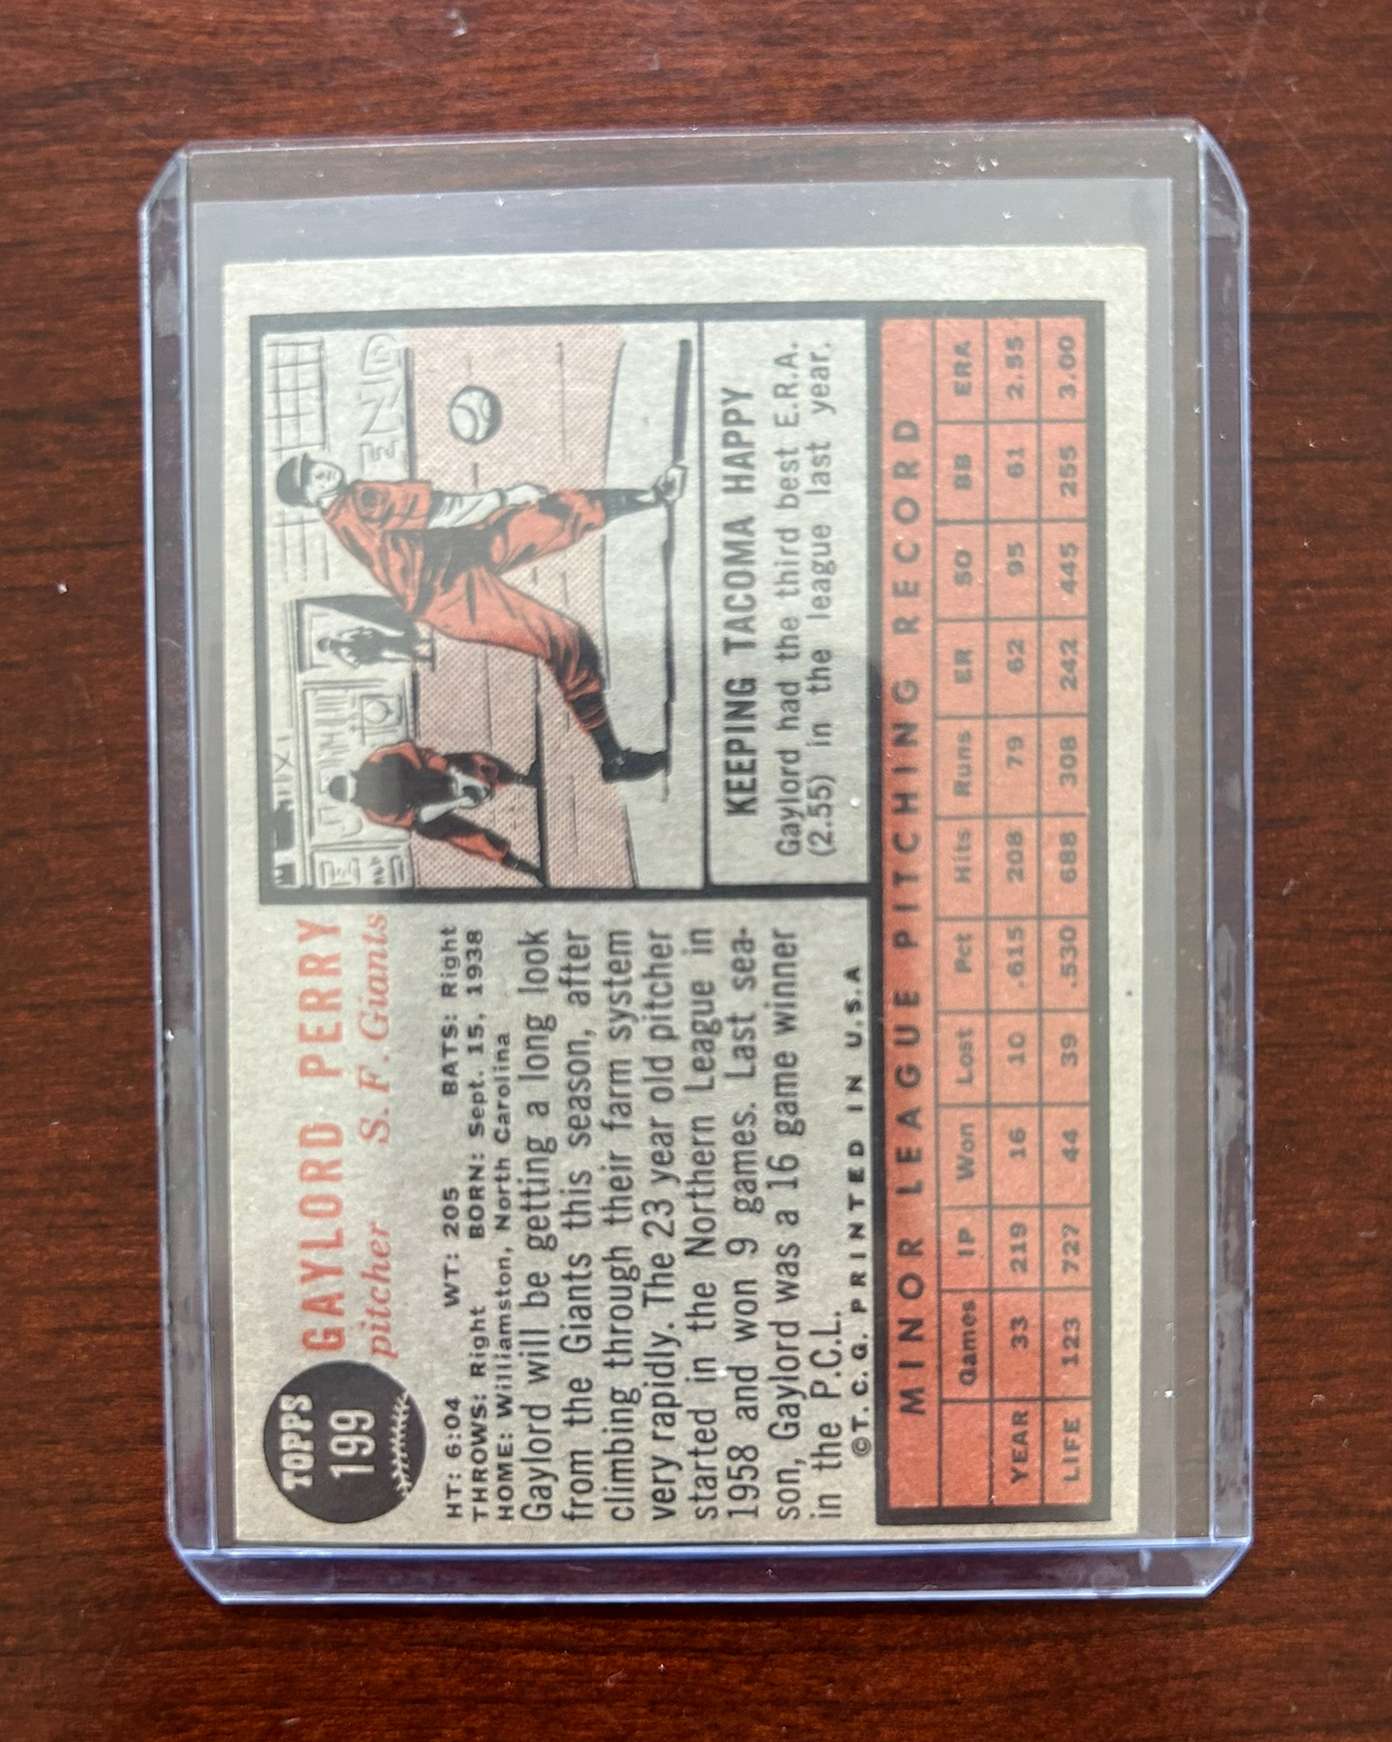 TOPPS
199
GAYLORD PERRY
pitcher S. F. Giants
HT: 6:04 WT: 205 BATS: Right
THROWS: Right BORN: Sept. 15, 1938
HOME: Williamston, North Carolina
Gaylord will be getting a long look
from the Giants this season, after
climbing through their farm system
very rapidly. The 23 year old pitcher
started in the Northern League in
1958 and won 9 games. Last sea-
son, Gaylord was a 16 game winner
in the P.C.L.
©T. C. G. PRINTED IN U.S.A
END
KEEPING TACOMA HAPPY
Gaylord had the third best E.R.A.
(2.55) in the league last year.
MINOR LEAGUE PITCHING RECORD
Games IP Won Lost Pct Hits Runs ER SO BB ERA
YEAR 33 219 16 10 .615 208 79 62 95 61 2.55
LIFE 123 727 44 39 .530 688 308 242 445 255 3.00